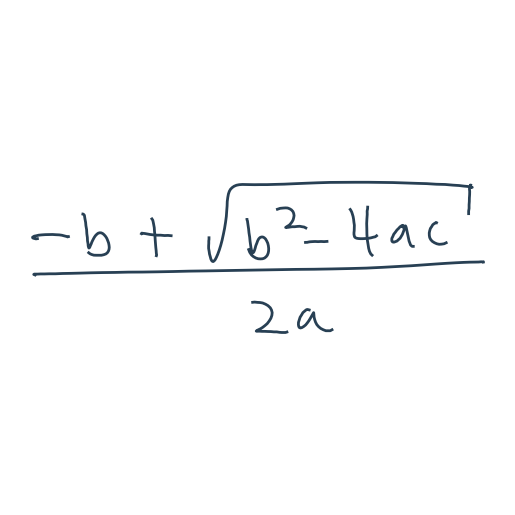 -b + √(b² - 4ac)
2a